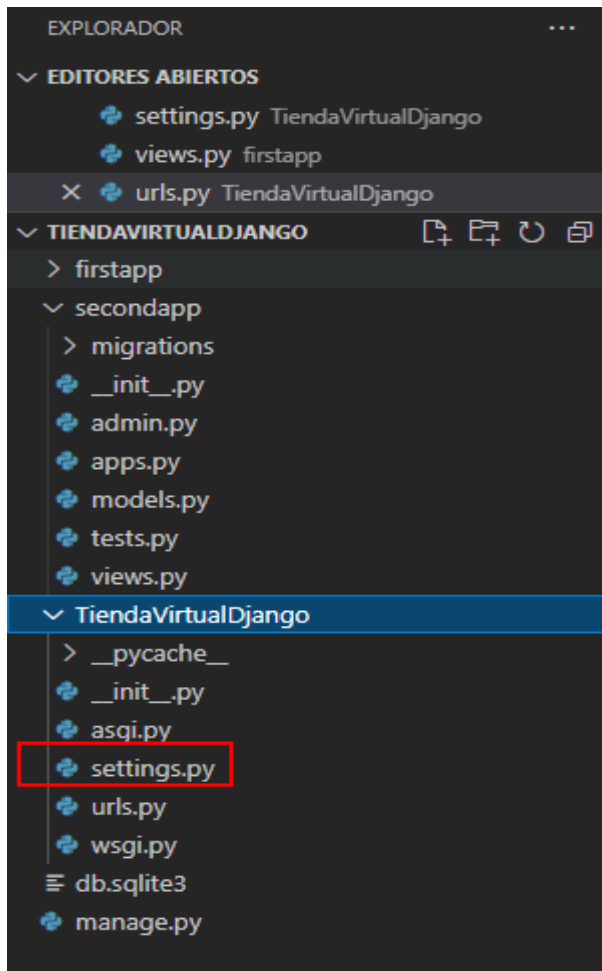 EXPLORADOR ...
EDITORES ABIERTOS
settings.py TiendaVirtualDjango
views.py firstapp
urls.py TiendaVirtualDjango
TIENDAVIRTUALDJANGO
firstapp
secondapp
migrations
__init__.py
admin.py
apps.py
models.py
tests.py
views.py
TiendaVirtualDjango
__pycache__
__init__.py
asgi.py
settings.py
urls.py
wsgi.py
db.sqlite3
manage.py